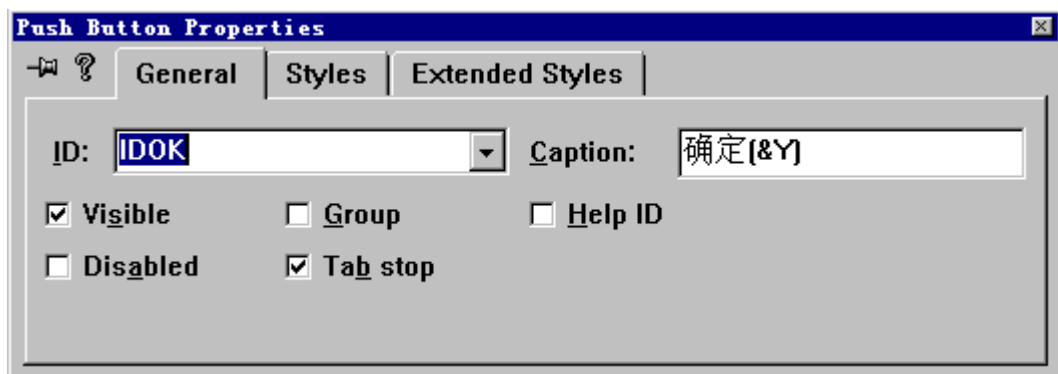 Push Button Properties
General Styles Extended Styles
ID: IDOK Caption: 确定(&Y)
Visible Group Help ID
Disabled Tab stop